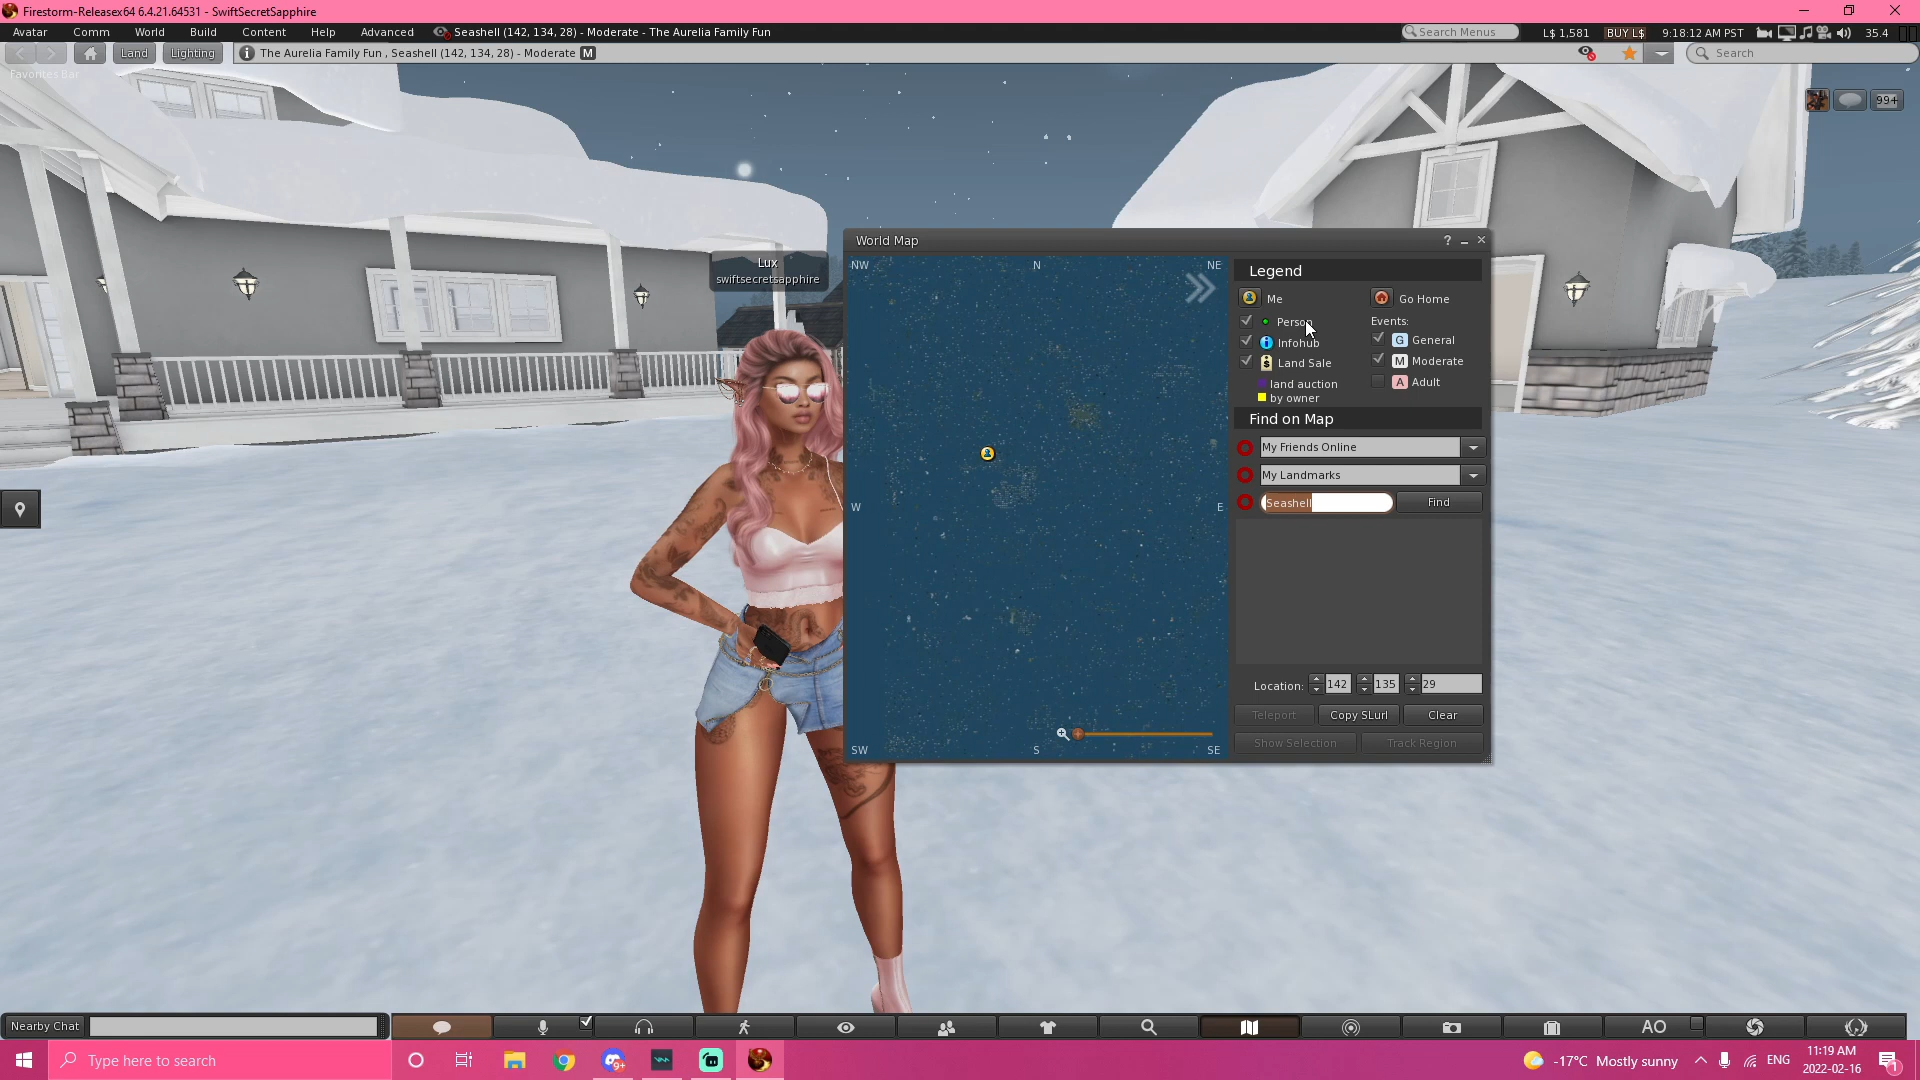 Firestorm-Releasex64 6.4.21.64531 - SwiftSecretSapphire
Avatar Comm World Build Content Help Advanced Seashell (142, 134, 28) - Moderate - The Aurelia Family Fun Search Menus L$ 1,581 BUY L$ 9:18:12 AM PST 35.4
Land Lighting The Aurelia Family Fun , Seashell (142, 134, 28) - Moderate M Search
Favorites Bar
99+
World Map ?
Lux
swiftsecretsapphire
NW N NE
W E
SW S SE
Legend
Me Go Home
Person Events:
Infohub G General
Land Sale M Moderate
land auction A Adult
by owner
Find on Map
My Friends Online
My Landmarks
Seashell Find
Location: 142 135 29
Teleport Copy SLurl Clear
Show Selection Track Region
Nearby Chat AO
Type here to search 9+ -17°C Mostly sunny ENG 11:19 AM
2022-02-16 1